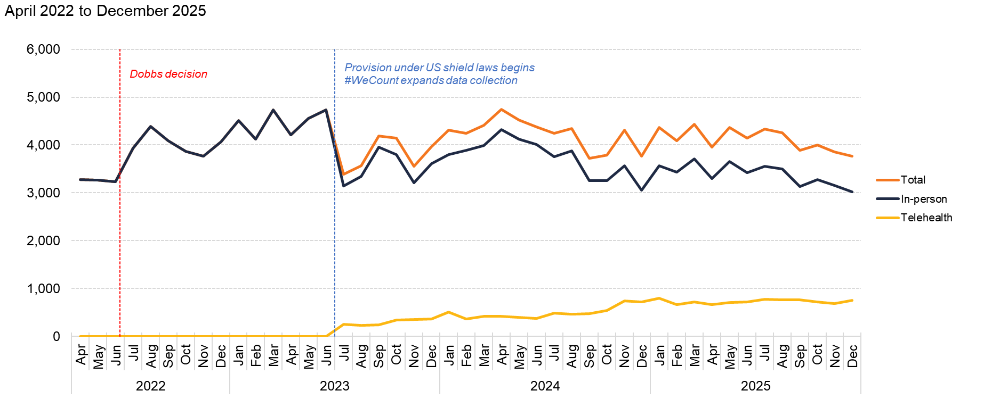 April 2022 to December 2025
6,000
5,000
4,000
3,000
2,000
1,000
0
Dobbs decision
Provision under US shield laws begins
#WeCount expands data collection
Total
In-person
Telehealth
Apr May Jun Jul Aug Sep Oct Nov Dec Jan Feb Mar Apr May Jun Jul Aug Sep Oct Nov Dec Jan Feb Mar Apr May Jun Jul Aug Sep Oct Nov Dec Jan Feb Mar Apr May Jun Jul Aug Sep Oct Nov Dec
2022 2023 2024 2025